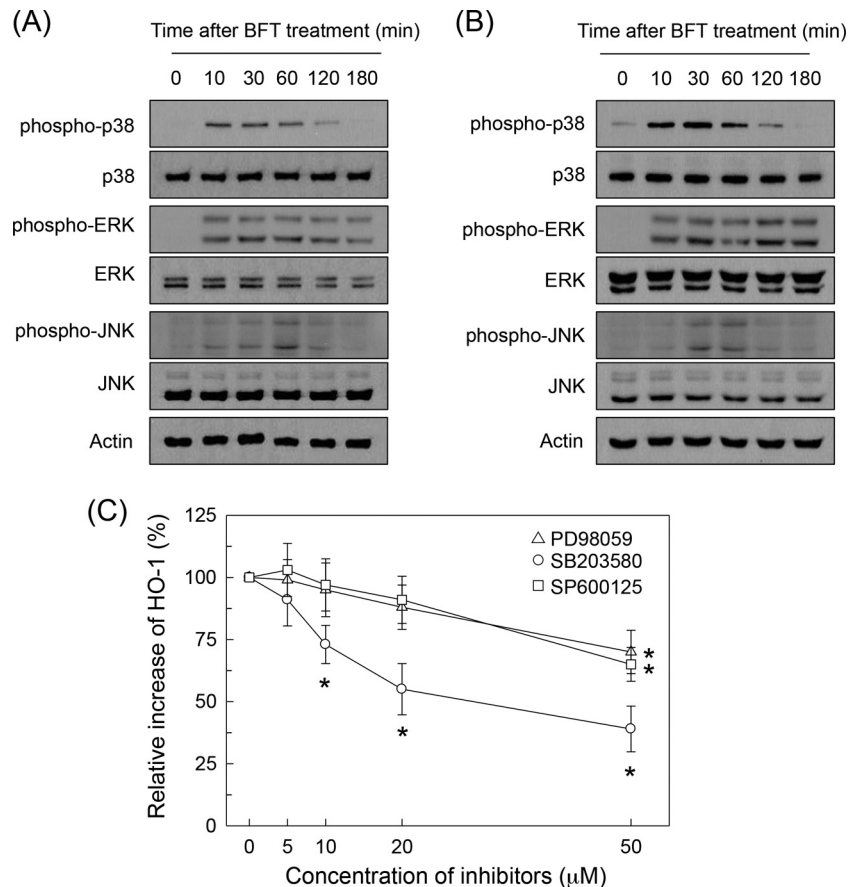 (A)
Time after BFT treatment (min)
0 10 30 60 120 180
phospho-p38
p38
phospho-ERK
ERK
phospho-JNK
JNK
Actin
(B)
Time after BFT treatment (min)
0 10 30 60 120 180
phospho-p38
p38
phospho-ERK
ERK
phospho-JNK
JNK
Actin
(C)
Relative increase of HO-1 (%)
125
100
75
50
25
0
PD98059
SB203580
SP600125
*
*
*
*
*
0 5 10 20 50
Concentration of inhibitors (μM)